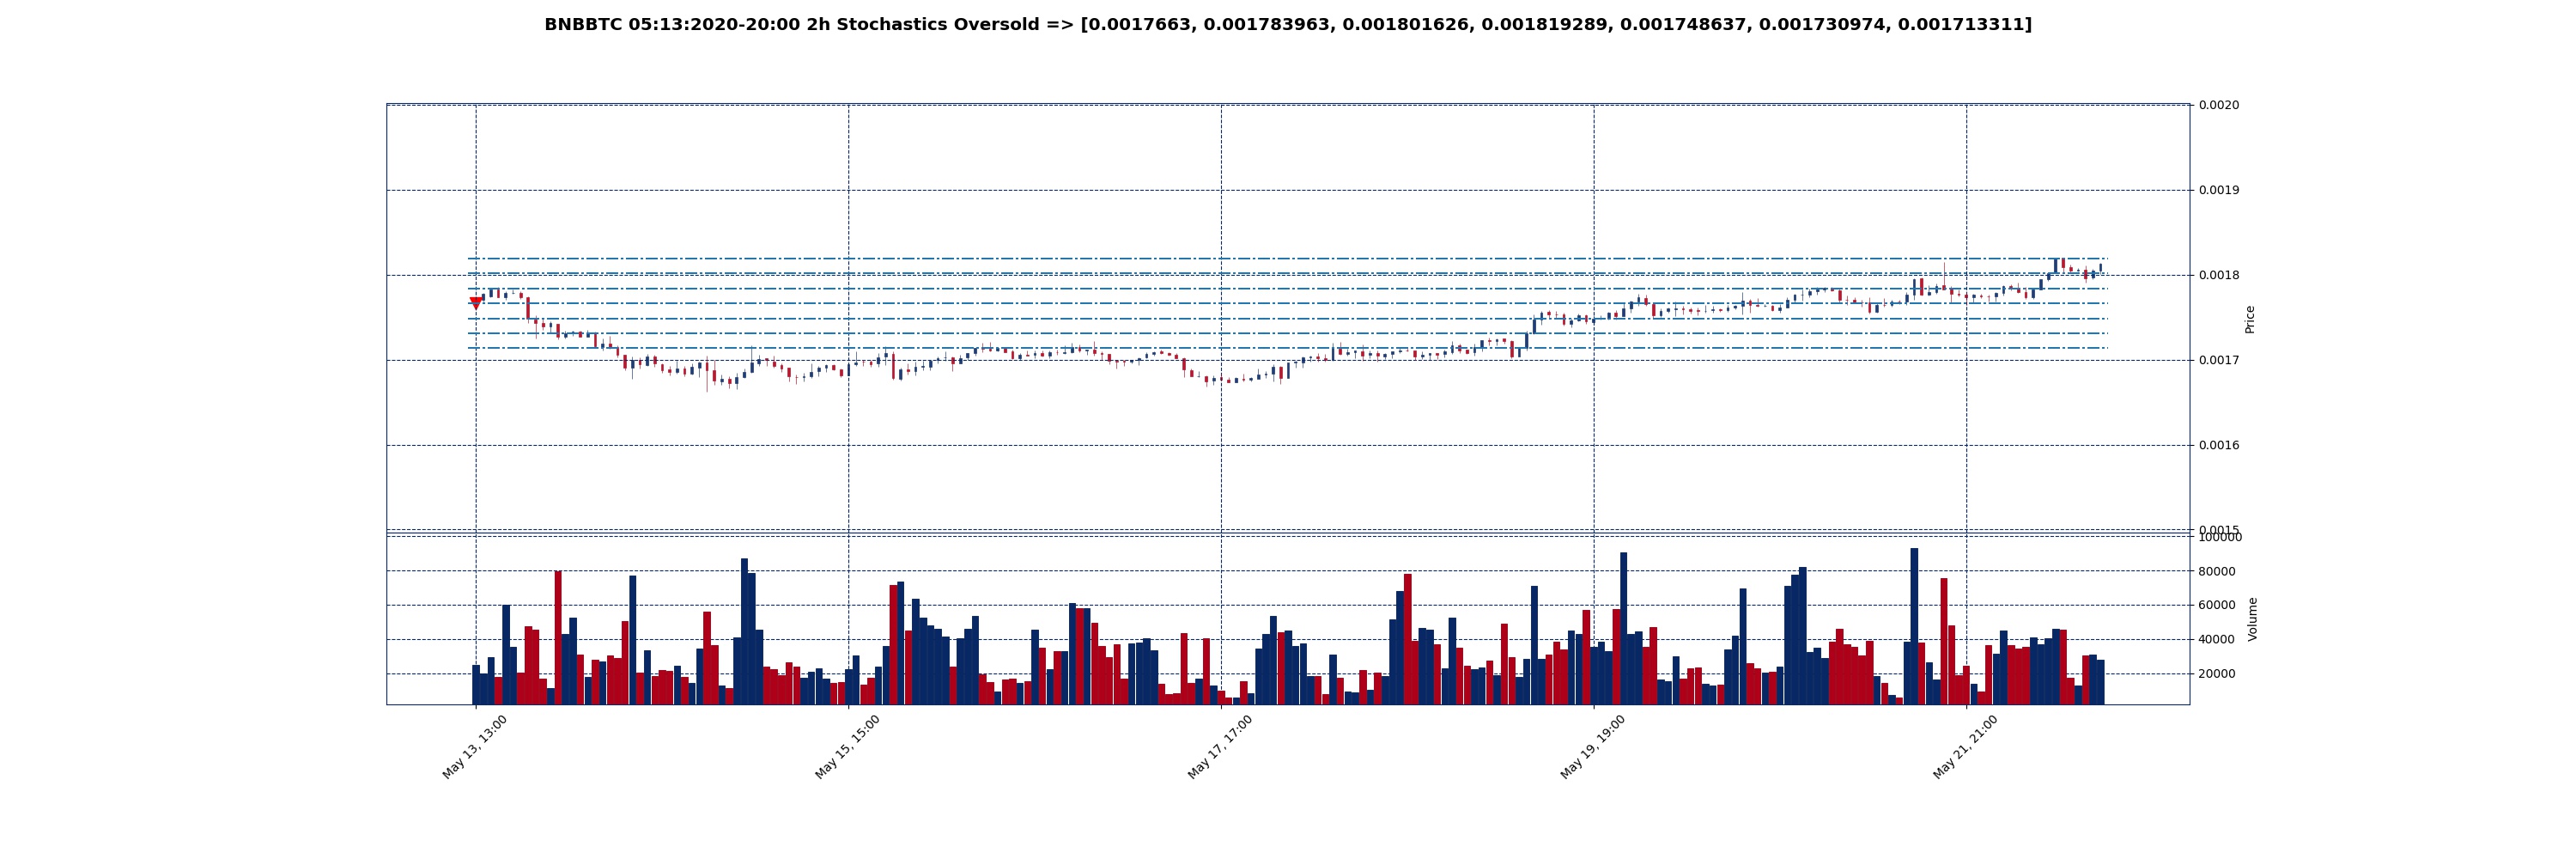 BNBBTC 05:13:2020-20:00 2h Stochastics Oversold => [0.0017663, 0.001783963, 0.001801626, 0.001819289, 0.001748637, 0.001730974, 0.001713311]
0.0020
0.0019
0.0018
Price
0.0017
0.0016
0.0015
100000
80000
60000
Volume
40000
20000
May 13, 13:00
May 15, 15:00
May 17, 17:00
May 19, 19:00
May 21, 21:00